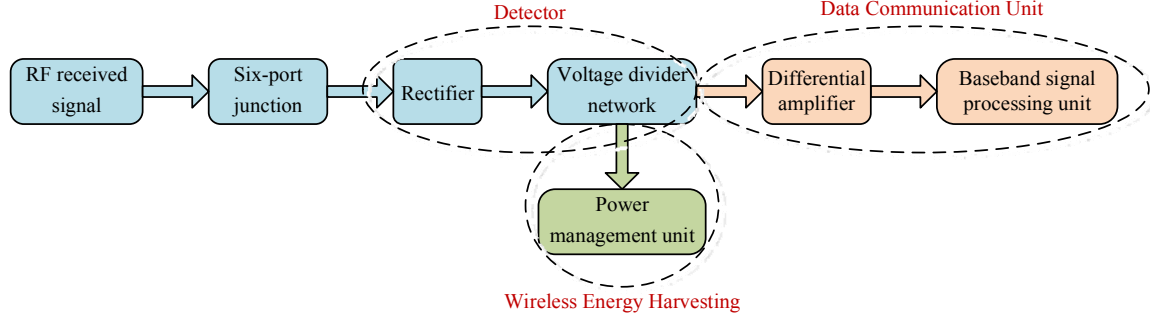 Detector
Data Communication Unit
RF received
signal
Six-port
junction
Rectifier
Voltage divider
network
Differential
amplifier
Baseband signal
processing unit
Power
management unit
Wireless Energy Harvesting